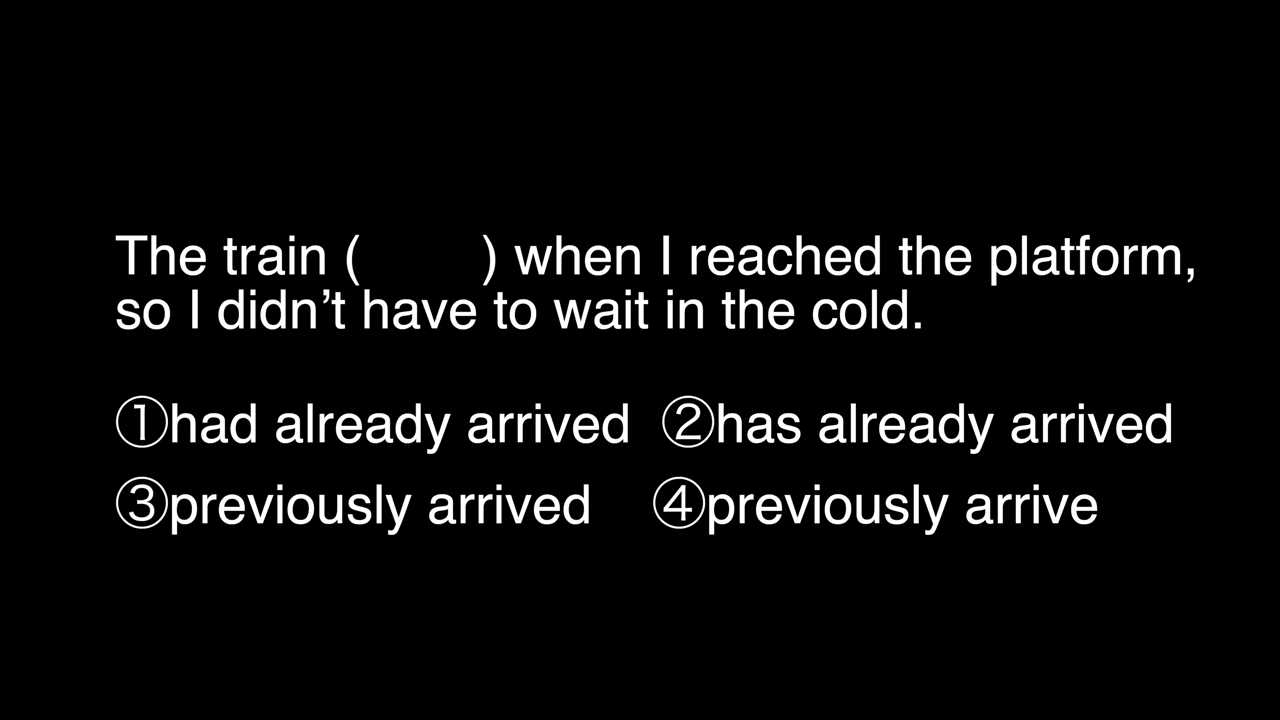 The train (        ) when I reached the platform,
so I didn’t have to wait in the cold.
①had already arrived ②has already arrived
③previously arrived ④previously arrive